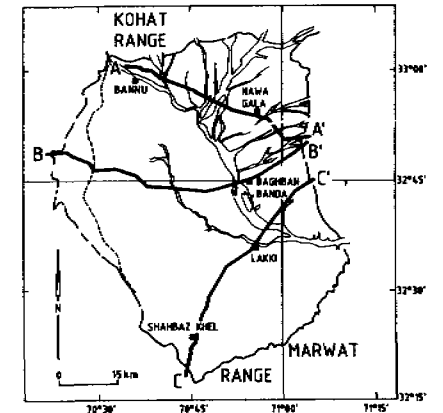 KOHAT
RANGE
A
BANNU
NAWA
GALA
33°00'
A'
B'
B
C'
32°45'
BAGHBAN
BANDA
LAKKI
N
32°30'
SHAHBAZ KHEL
MARWAT
RANGE
C
0 15 km
32°15'
70°30' 70°45' 71°00 71°15'